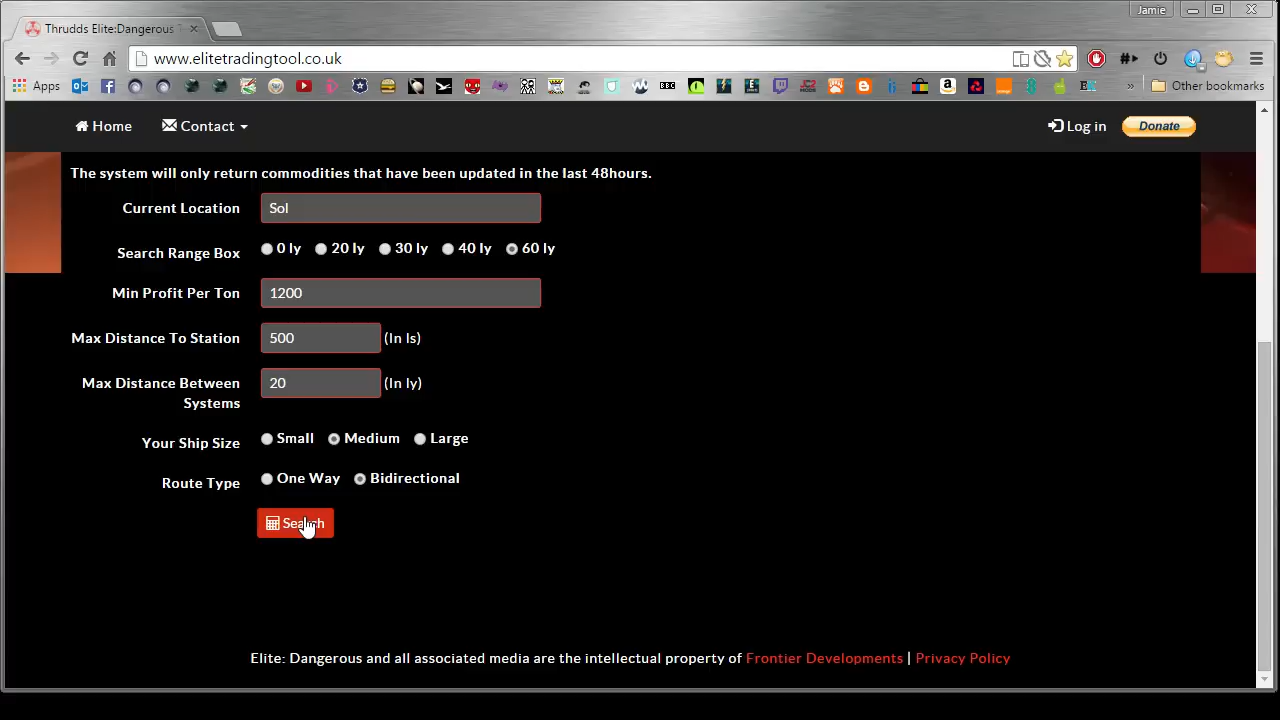 Jamie
Thrudds Elite:Dangerous T
www.elitetradingtool.co.uk
Apps
BBC
Other bookmarks
Home
Contact
Log in
Donate
The system will only return commodities that have been updated in the last 48hours.
Current Location
Sol
Search Range Box
0 ly 20 ly 30 ly 40 ly 60 ly
Min Profit Per Ton
1200
Max Distance To Station
500
(In ls)
Max Distance Between
Systems
20
(In ly)
Your Ship Size
Small Medium Large
Route Type
One Way Bidirectional
Search
Elite: Dangerous and all associated media are the intellectual property of Frontier Developments | Privacy Policy